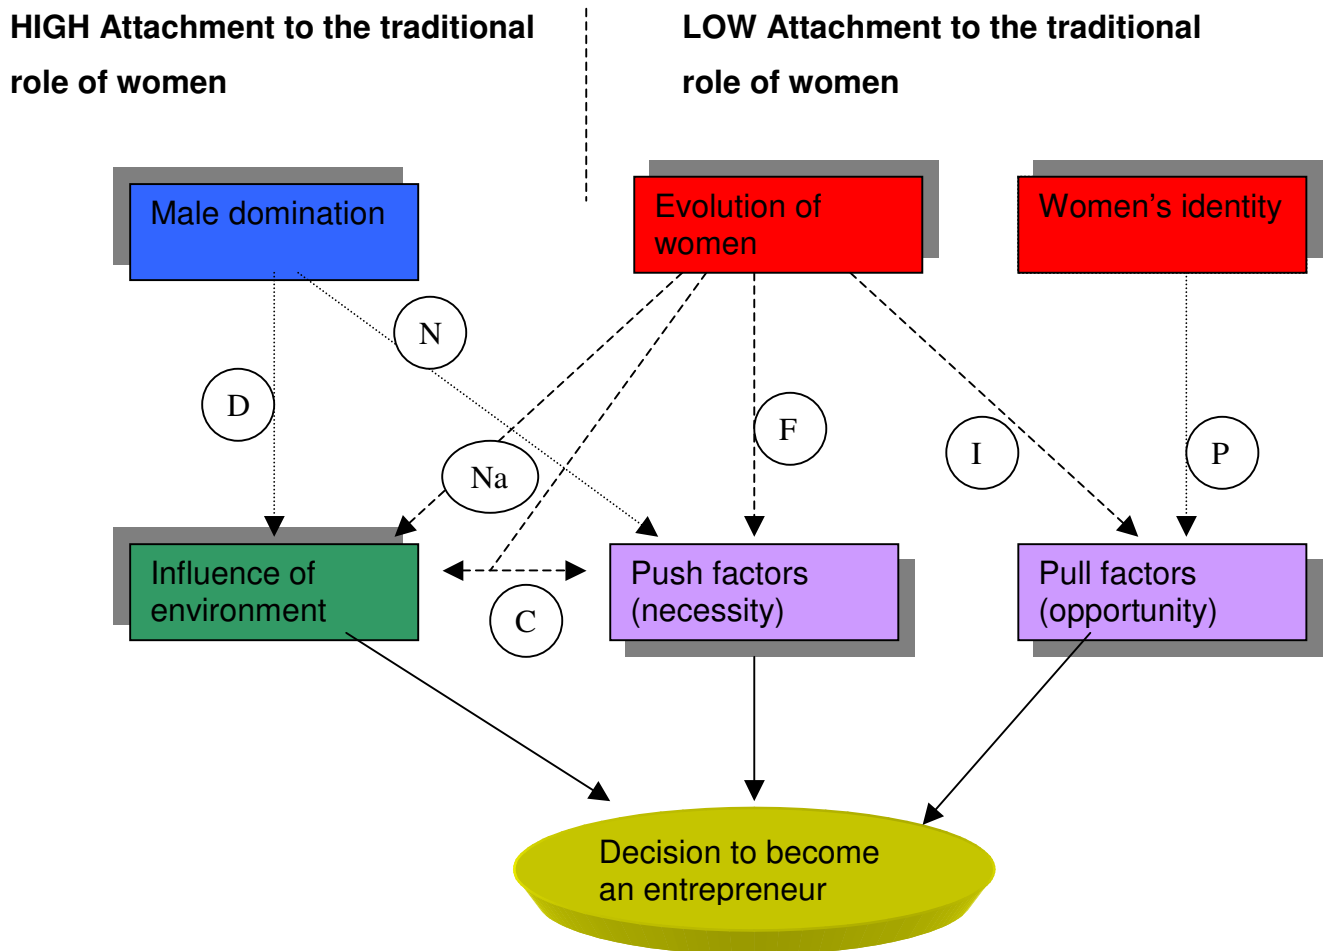 HIGH Attachment to the traditional
role of women
LOW Attachment to the traditional
role of women
Male domination
Evolution of
women
Women's identity
N
D
F
I
P
Na
Influence of
environment
C
Push factors
(necessity)
Pull factors
(opportunity)
Decision to become
an entrepreneur